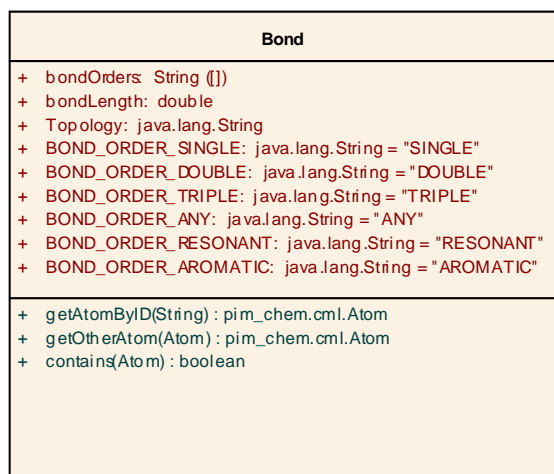 Bond
+ bondOrders: String ([])
+ bondLength: double
+ Topology: java.lang.String
+ BOND_ORDER_SINGLE: java.lang.String = "SINGLE"
+ BOND_ORDER_DOUBLE: java.lang.String = "DOUBLE"
+ BOND_ORDER_TRIPLE: java.lang.String = "TRIPLE"
+ BOND_ORDER_ANY: java.lang.String = "ANY"
+ BOND_ORDER_RESONANT: java.lang.String = "RESONANT"
+ BOND_ORDER_AROMATIC: java.lang.String = "AROMATIC"
+ getAtomByID(String) : pim_chem.cml.Atom
+ getOtherAtom(Atom) : pim_chem.cml.Atom
+ contains(Atom) : boolean